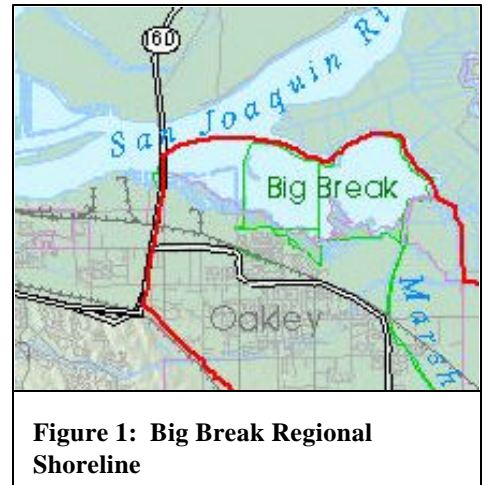 160
San Joaquin Ri
Big Break
Oakley
Marsh
Figure 1: Big Break Regional
Shoreline